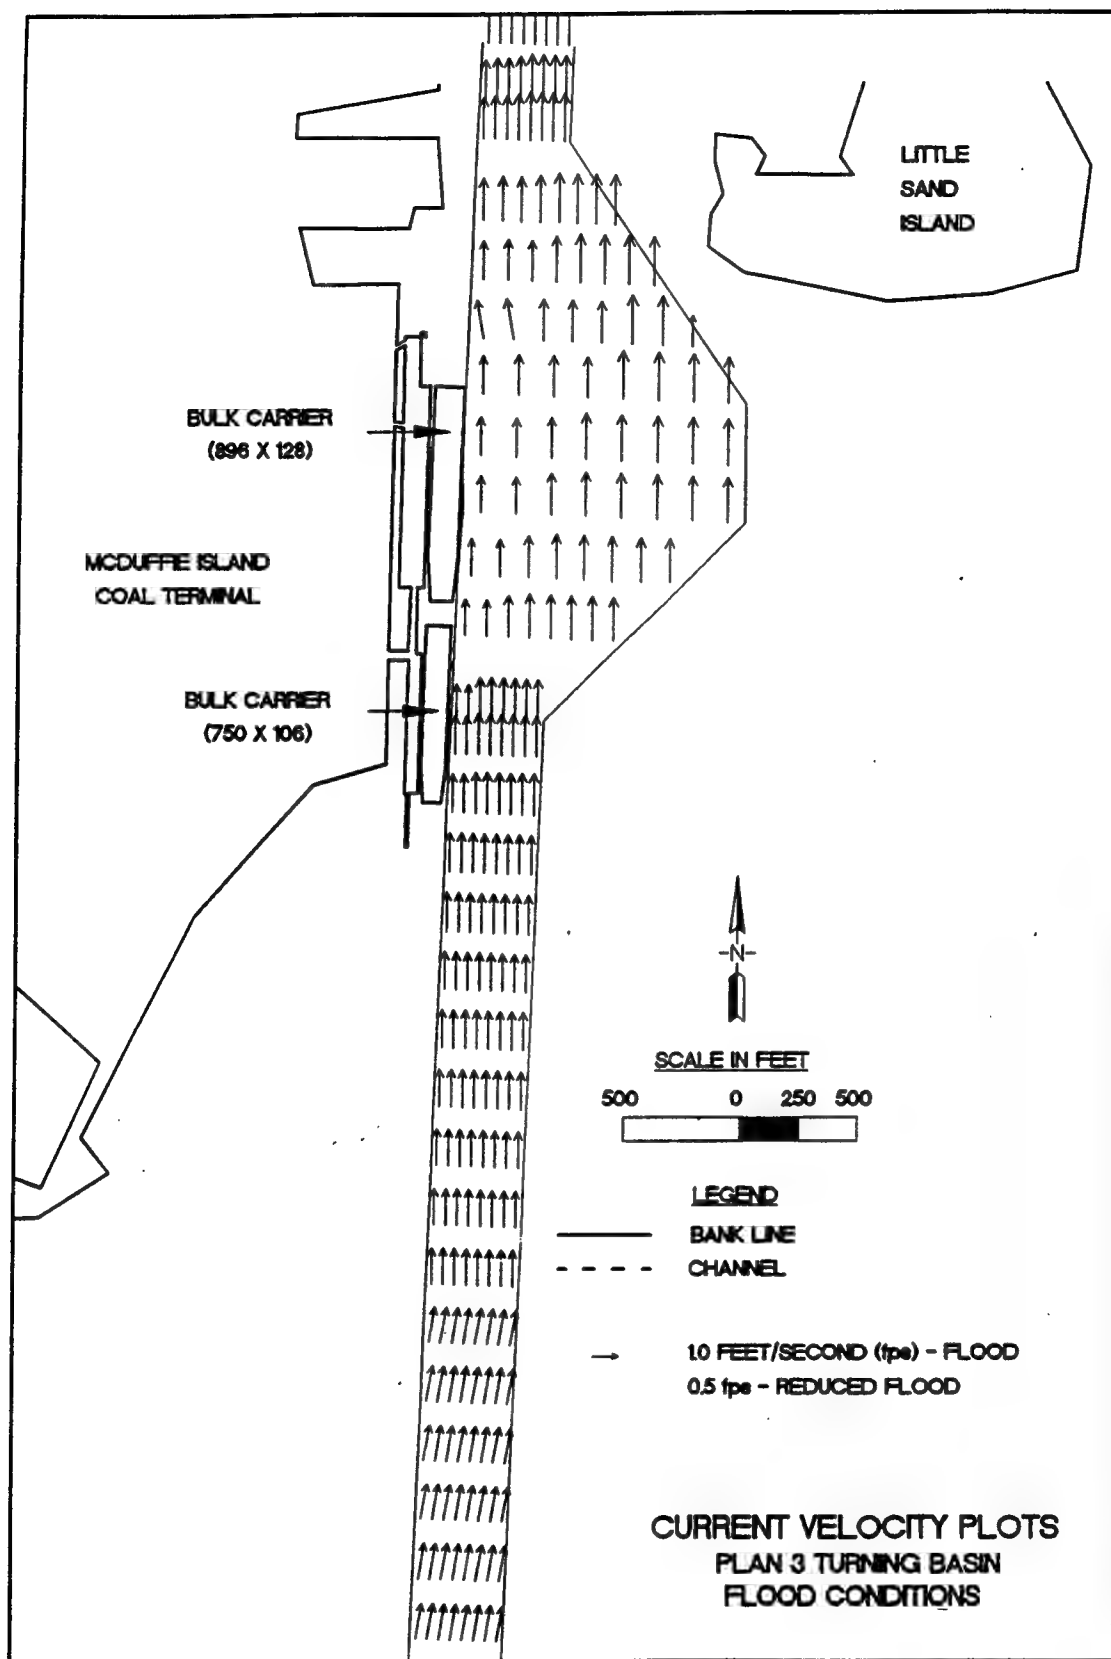 LITTLE
SAND
ISLAND
BULK CARRIER
(896 X 128)
MCDUFFIE ISLAND
COAL TERMINAL
BULK CARRIER
(750 X 106)
-N-
SCALE IN FEET
500 0 250 500
LEGEND
BANK LINE
CHANNEL
1.0 FEET/SECOND (fps) - FLOOD
0.5 fps - REDUCED FLOOD
CURRENT VELOCITY PLOTS
PLAN 3 TURNING BASIN
FLOOD CONDITIONS